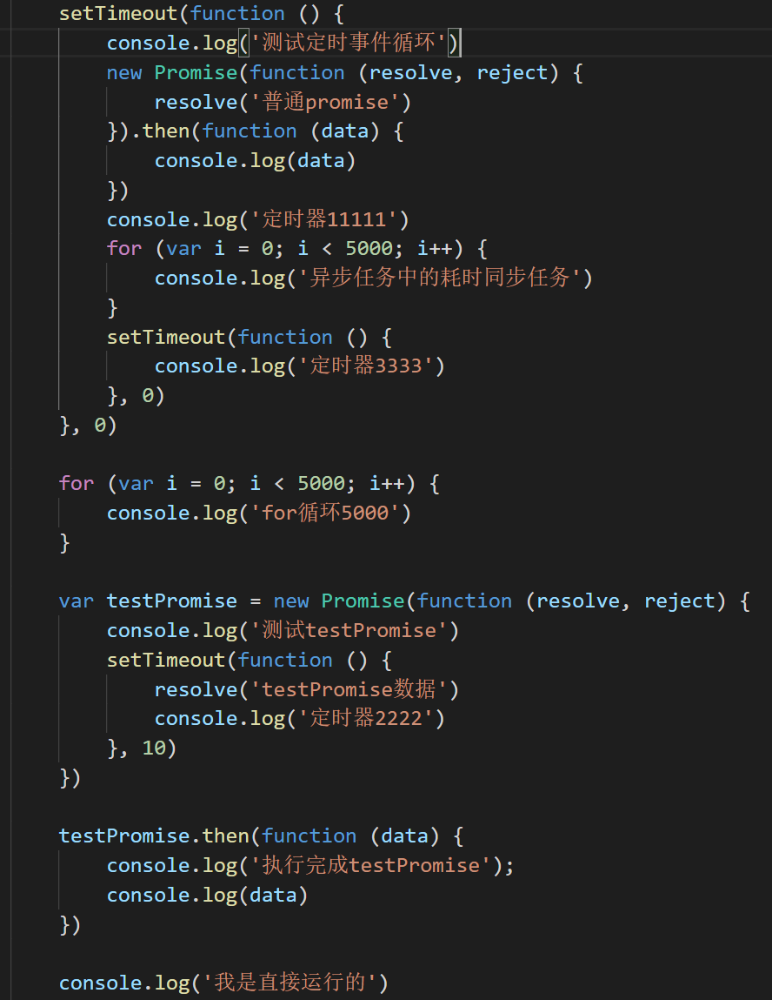 setTimeout(function () {
    console.log('测试定时事件循环')
    new Promise(function (resolve, reject) {
        resolve('普通promise')
    }).then(function (data) {
        console.log(data)
    })
    console.log('定时器11111')
    for (var i = 0; i < 5000; i++) {
        console.log('异步任务中的耗时同步任务')
    }
    setTimeout(function () {
        console.log('定时器3333')
    }, 0)
}, 0)

for (var i = 0; i < 5000; i++) {
    console.log('for循环5000')
}

var testPromise = new Promise(function (resolve, reject) {
    console.log('测试testPromise')
    setTimeout(function () {
        resolve('testPromise数据')
        console.log('定时器2222')
    }, 10)
})

testPromise.then(function (data) {
    console.log('执行完成testPromise');
    console.log(data)
})

console.log('我是直接运行的')